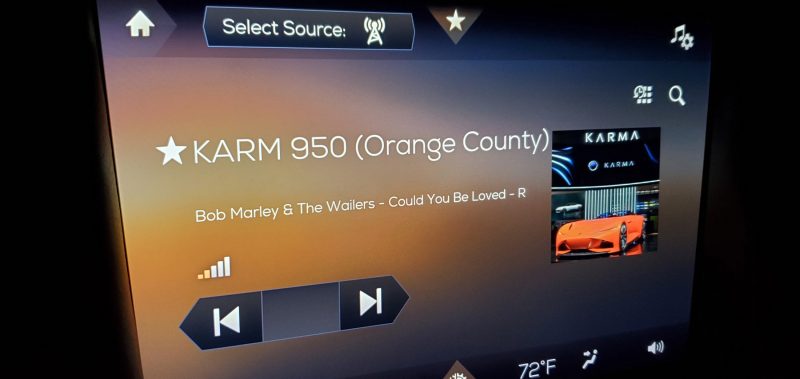 Select Source:
KARM 950 (Orange County)
Bob Marley & The Wailers - Could You Be Loved - R
KARMA
KARMA
72°F